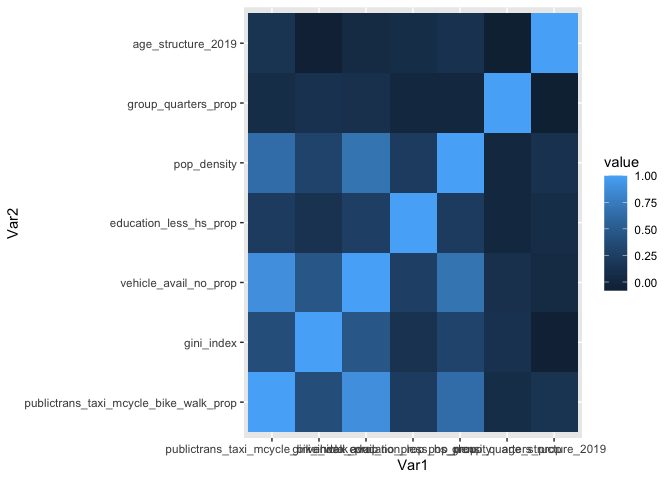 age_structure_2019
group_quarters_prop
pop_density
education_less_hs_prop
vehicle_avail_no_prop
gini_index
publictrans_taxi_mcycle_bike_walk_prop
Var2
value
1.00
0.75
0.50
0.25
0.00
publictrans_taxi_mcycle
Var1